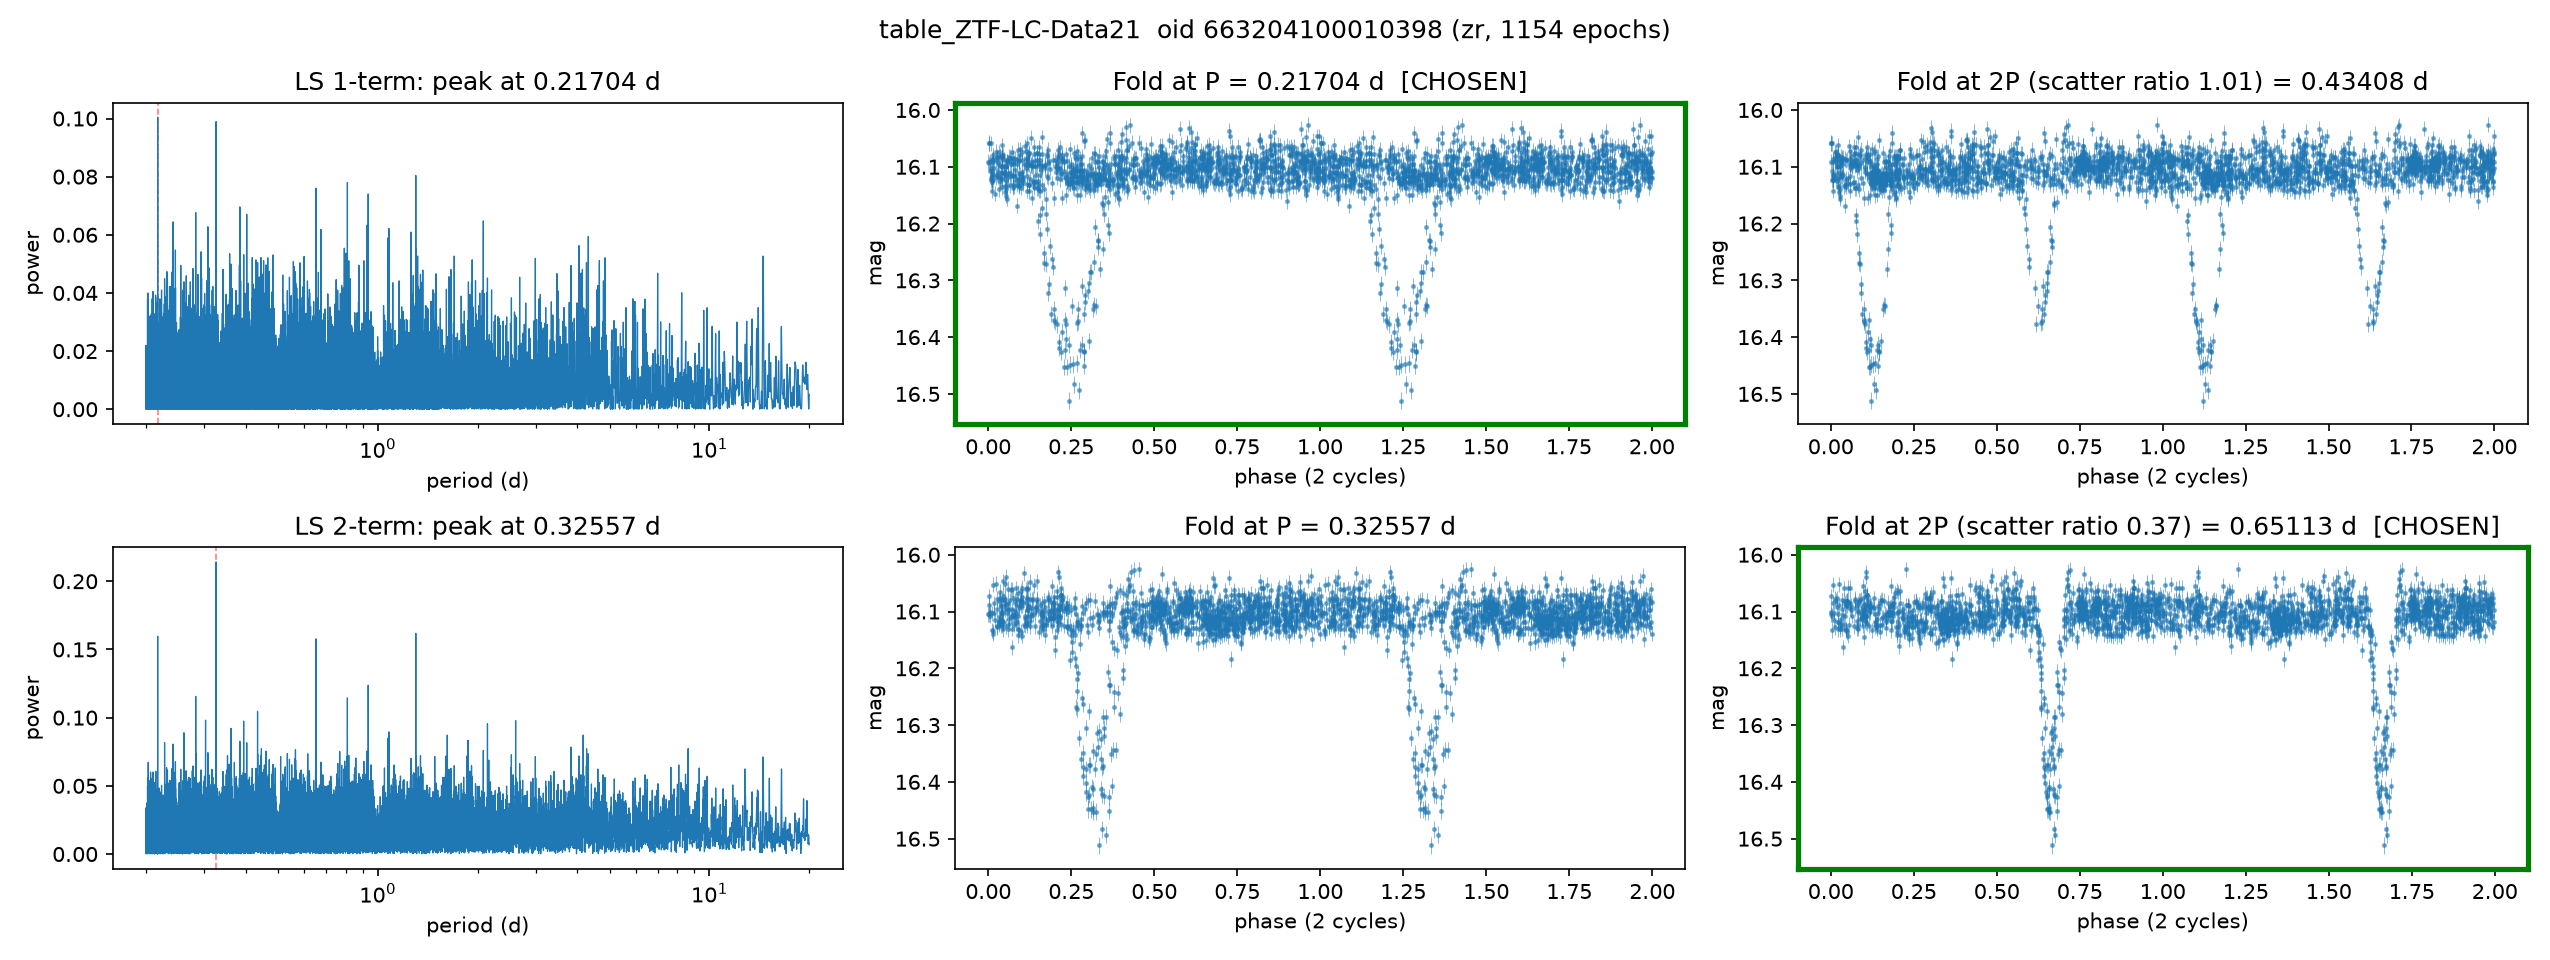 table_ZTF-LC-Data21  oid 663204100010398 (zr, 1154 epochs)
LS 1-term: peak at 0.21704 d
power
0.10
0.08
0.06
0.04
0.02
0.00
10⁰
10¹
period (d)
Fold at P = 0.21704 d  [CHOSEN]
mag
16.0
16.1
16.2
16.3
16.4
16.5
0.00 0.25 0.50 0.75 1.00 1.25 1.50 1.75 2.00
phase (2 cycles)
Fold at 2P (scatter ratio 1.01) = 0.43408 d
mag
16.0
16.1
16.2
16.3
16.4
16.5
0.00 0.25 0.50 0.75 1.00 1.25 1.50 1.75 2.00
phase (2 cycles)
LS 2-term: peak at 0.32557 d
power
0.20
0.15
0.10
0.05
0.00
10⁰
10¹
period (d)
Fold at P = 0.32557 d
mag
16.0
16.1
16.2
16.3
16.4
16.5
0.00 0.25 0.50 0.75 1.00 1.25 1.50 1.75 2.00
phase (2 cycles)
Fold at 2P (scatter ratio 0.37) = 0.65113 d  [CHOSEN]
mag
16.0
16.1
16.2
16.3
16.4
16.5
0.00 0.25 0.50 0.75 1.00 1.25 1.50 1.75 2.00
phase (2 cycles)